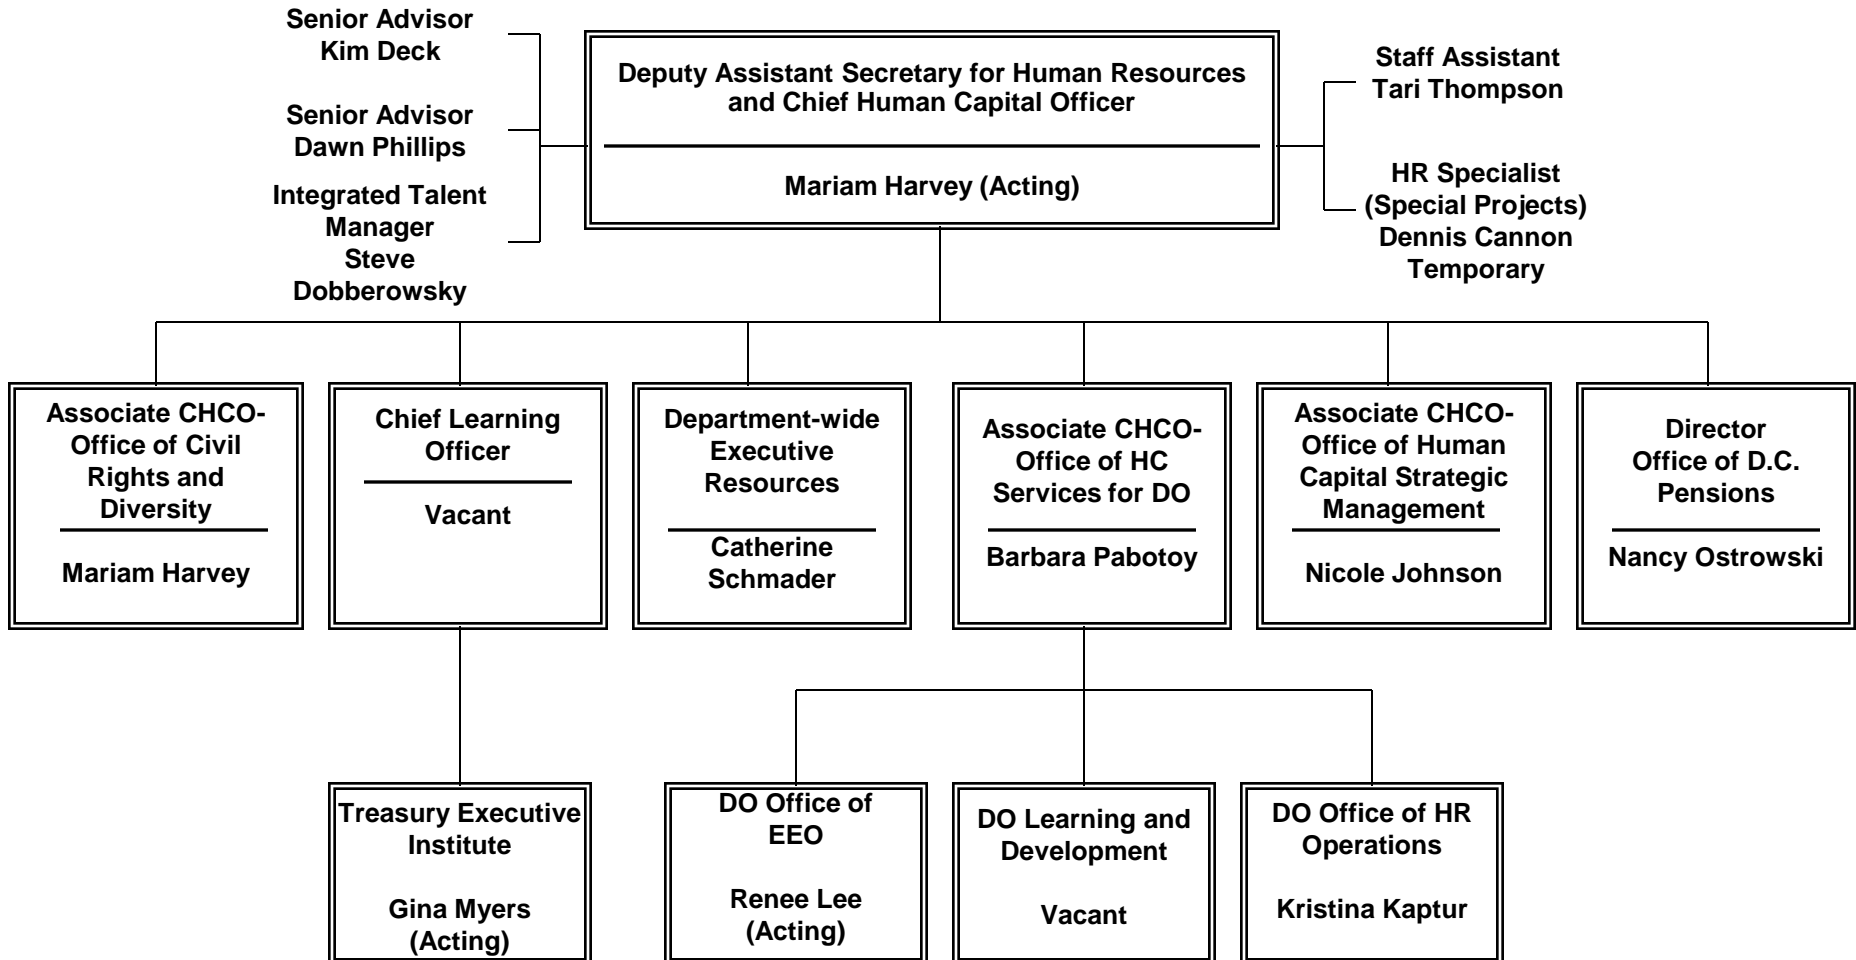 Senior Advisor
Kim Deck
Senior Advisor
Dawn Phillips
Integrated Talent
Manager
Steve
Dobberowsky
Deputy Assistant Secretary for Human Resources
and Chief Human Capital Officer
Mariam Harvey (Acting)
Staff Assistant
Tari Thompson
HR Specialist
(Special Projects)
Dennis Cannon
Temporary
Associate CHCO-
Office of Civil
Rights and
Diversity
Mariam Harvey
Chief Learning
Officer
Vacant
Department-wide
Executive
Resources
Catherine
Schmader
Associate CHCO-
Office of HC
Services for DO
Barbara Pabotoy
Associate CHCO-
Office of Human
Capital Strategic
Management
Nicole Johnson
Director
Office of D.C.
Pensions
Nancy Ostrowski
Treasury Executive
Institute
Gina Myers
(Acting)
DO Office of
EEO
Renee Lee
(Acting)
DO Learning and
Development
Vacant
DO Office of HR
Operations
Kristina Kaptur